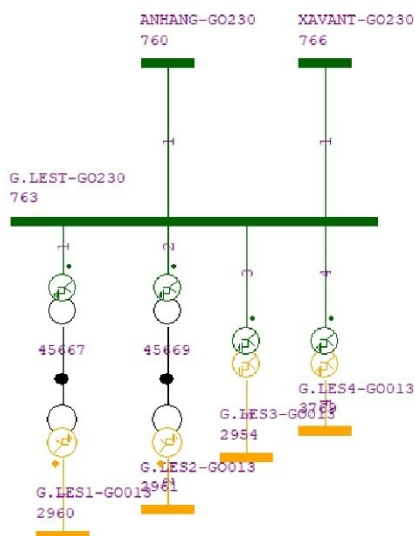 ANHANG-GO230
760
XAVANT-GO230
766
1
1
G.LEST-GO230
763
1
2
3
4
45667
45669
G.LES4-GO013
G.LES3-GO013
2954
G.LES2-GO013
2961
G.LES1-GO013
2960